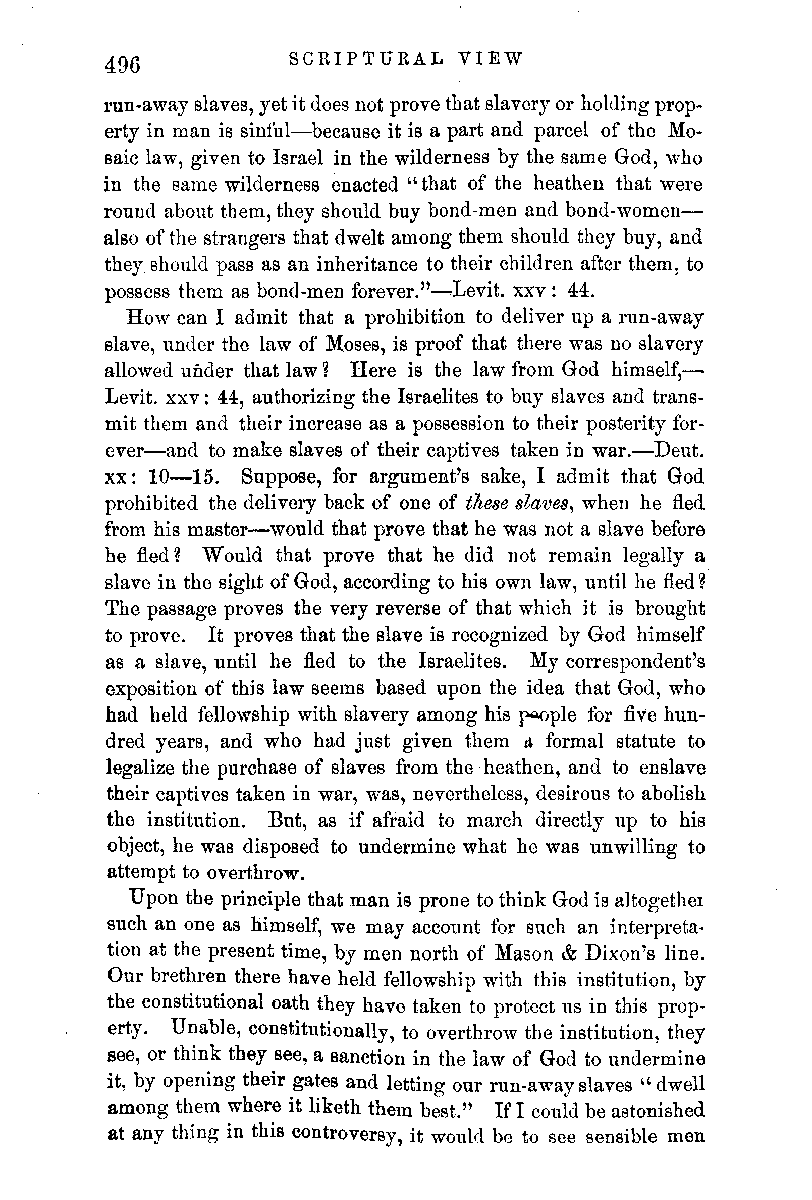 496 SCRIPTURAL VIEW
run-away slaves, yet it does not prove that slavery or holding prop-
erty in man is sinful—because it is a part and parcel of the Mo-
saic law, given to Israel in the wilderness by the same God, who
in the same wilderness enacted "that of the heathen that were
round about them, they should buy bond-men and bond-women—
also of the strangers that dwelt among them should they buy, and
they should pass as an inheritance to their children after them, to
possess them as bond-men forever."—Levit. xxv: 44.
How can I admit that a prohibition to deliver up a run-away
slave, under the law of Moses, is proof that there was no slavery
allowed under that law? Here is the law from God himself,—
Levit. xxv: 44, authorizing the Israelites to buy slaves and trans-
mit them and their increase as a possession to their posterity for-
ever—and to make slaves of their captives taken in war.—Deut.
xx: 10—15. Suppose, for argument's sake, I admit that God
prohibited the delivery back of one of these slaves, when he fled
from his master—would that prove that he was not a slave before
he fled? Would that prove that he did not remain legally a
slave in the sight of God, according to his own law, until he fled?
The passage proves the very reverse of that which it is brought
to prove. It proves that the slave is recognized by God himself
as a slave, until he fled to the Israelites. My correspondent's
exposition of this law seems based upon the idea that God, who
had held fellowship with slavery among his people for five hun-
dred years, and who had just given them a formal statute to
legalize the purchase of slaves from the heathen, and to enslave
their captives taken in war, was, nevertheless, desirous to abolish
the institution. But, as if afraid to march directly up to his
object, he was disposed to undermine what he was unwilling to
attempt to overthrow.
Upon the principle that man is prone to think God is altogether
such an one as himself, we may account for such an interpreta-
tion at the present time, by men north of Mason & Dixon's line.
Our brethren there have held fellowship with this institution, by
the constitutional oath they have taken to protect us in this prop-
erty. Unable, constitutionally, to overthrow the institution, they
see, or think they see, a sanction in the law of God to undermine
it, by opening their gates and letting our run-away slaves "dwell
among them where it liketh them best." If I could be astonished
at any thing in this controversy, it would be to see sensible men